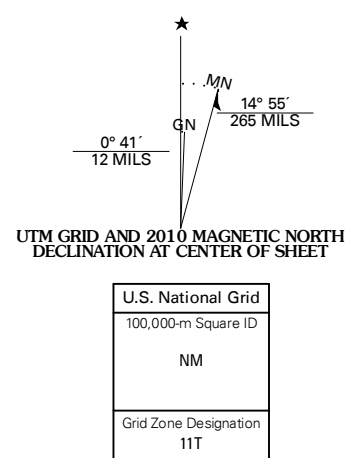 MN
GN
14° 55´
265 MILS
0° 41´
12 MILS
UTM GRID AND 2010 MAGNETIC NORTH
DECLINATION AT CENTER OF SHEET
U.S. National Grid
100,000-m Square ID
NM
Grid Zone Designation
11T